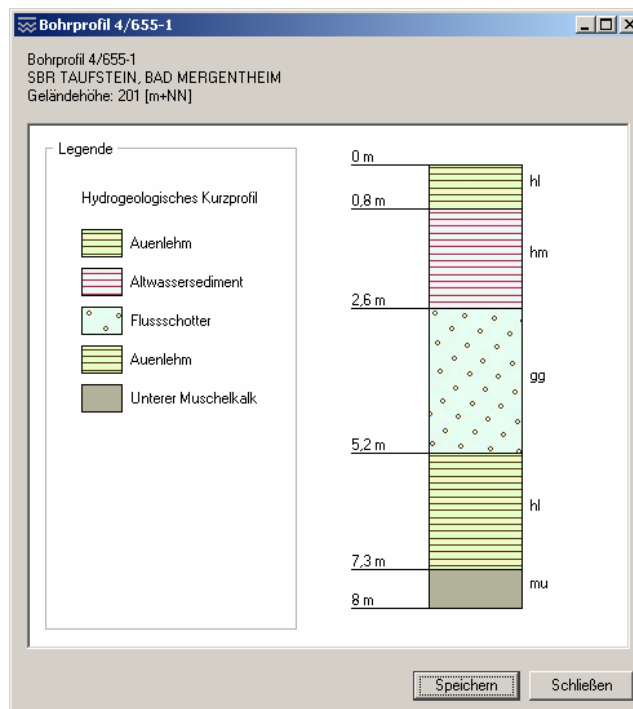 Bohrprofil 4/655-1
Bohrprofil 4/655-1
SBR TAUFSTEIN, BAD MERGENTHEIM
Geländehöhe: 201 [m+NN]
Legende
Hydrogeologisches Kurzprofil
Auenlehm
Altwassersediment
Flussschotter
Auenlehm
Unterer Muschelkalk
0 m
hl
0,8 m
hm
2,6 m
gg
5,2 m
hl
7,3 m
mu
8 m
Speichern
Schließen